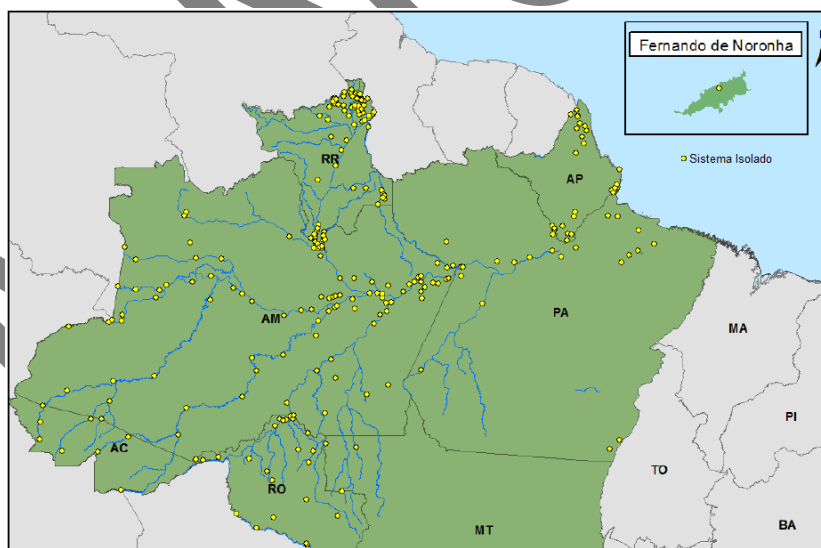 Fernando de Noronha
Sistema Isolado
RR
AP
AM
PA
MA
PI
AC
TO
RO
MT
BA